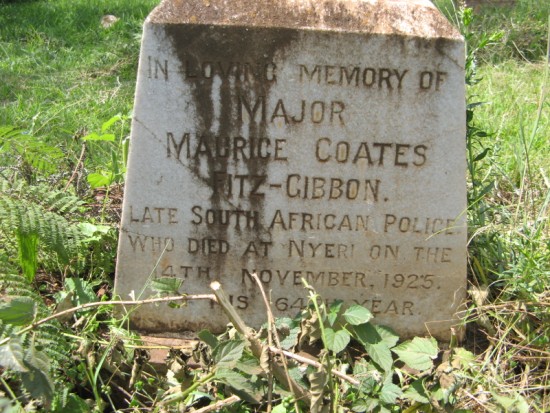 IN LOVING MEMORY OF
MAJOR
MAURICE COATES
FITZ-GIBBON.
LATE SOUTH AFRICAN POLICE
WHO DIED AT NYERI ON THE
14TH NOVEMBER. 1925.
HIS 64TH YEAR.